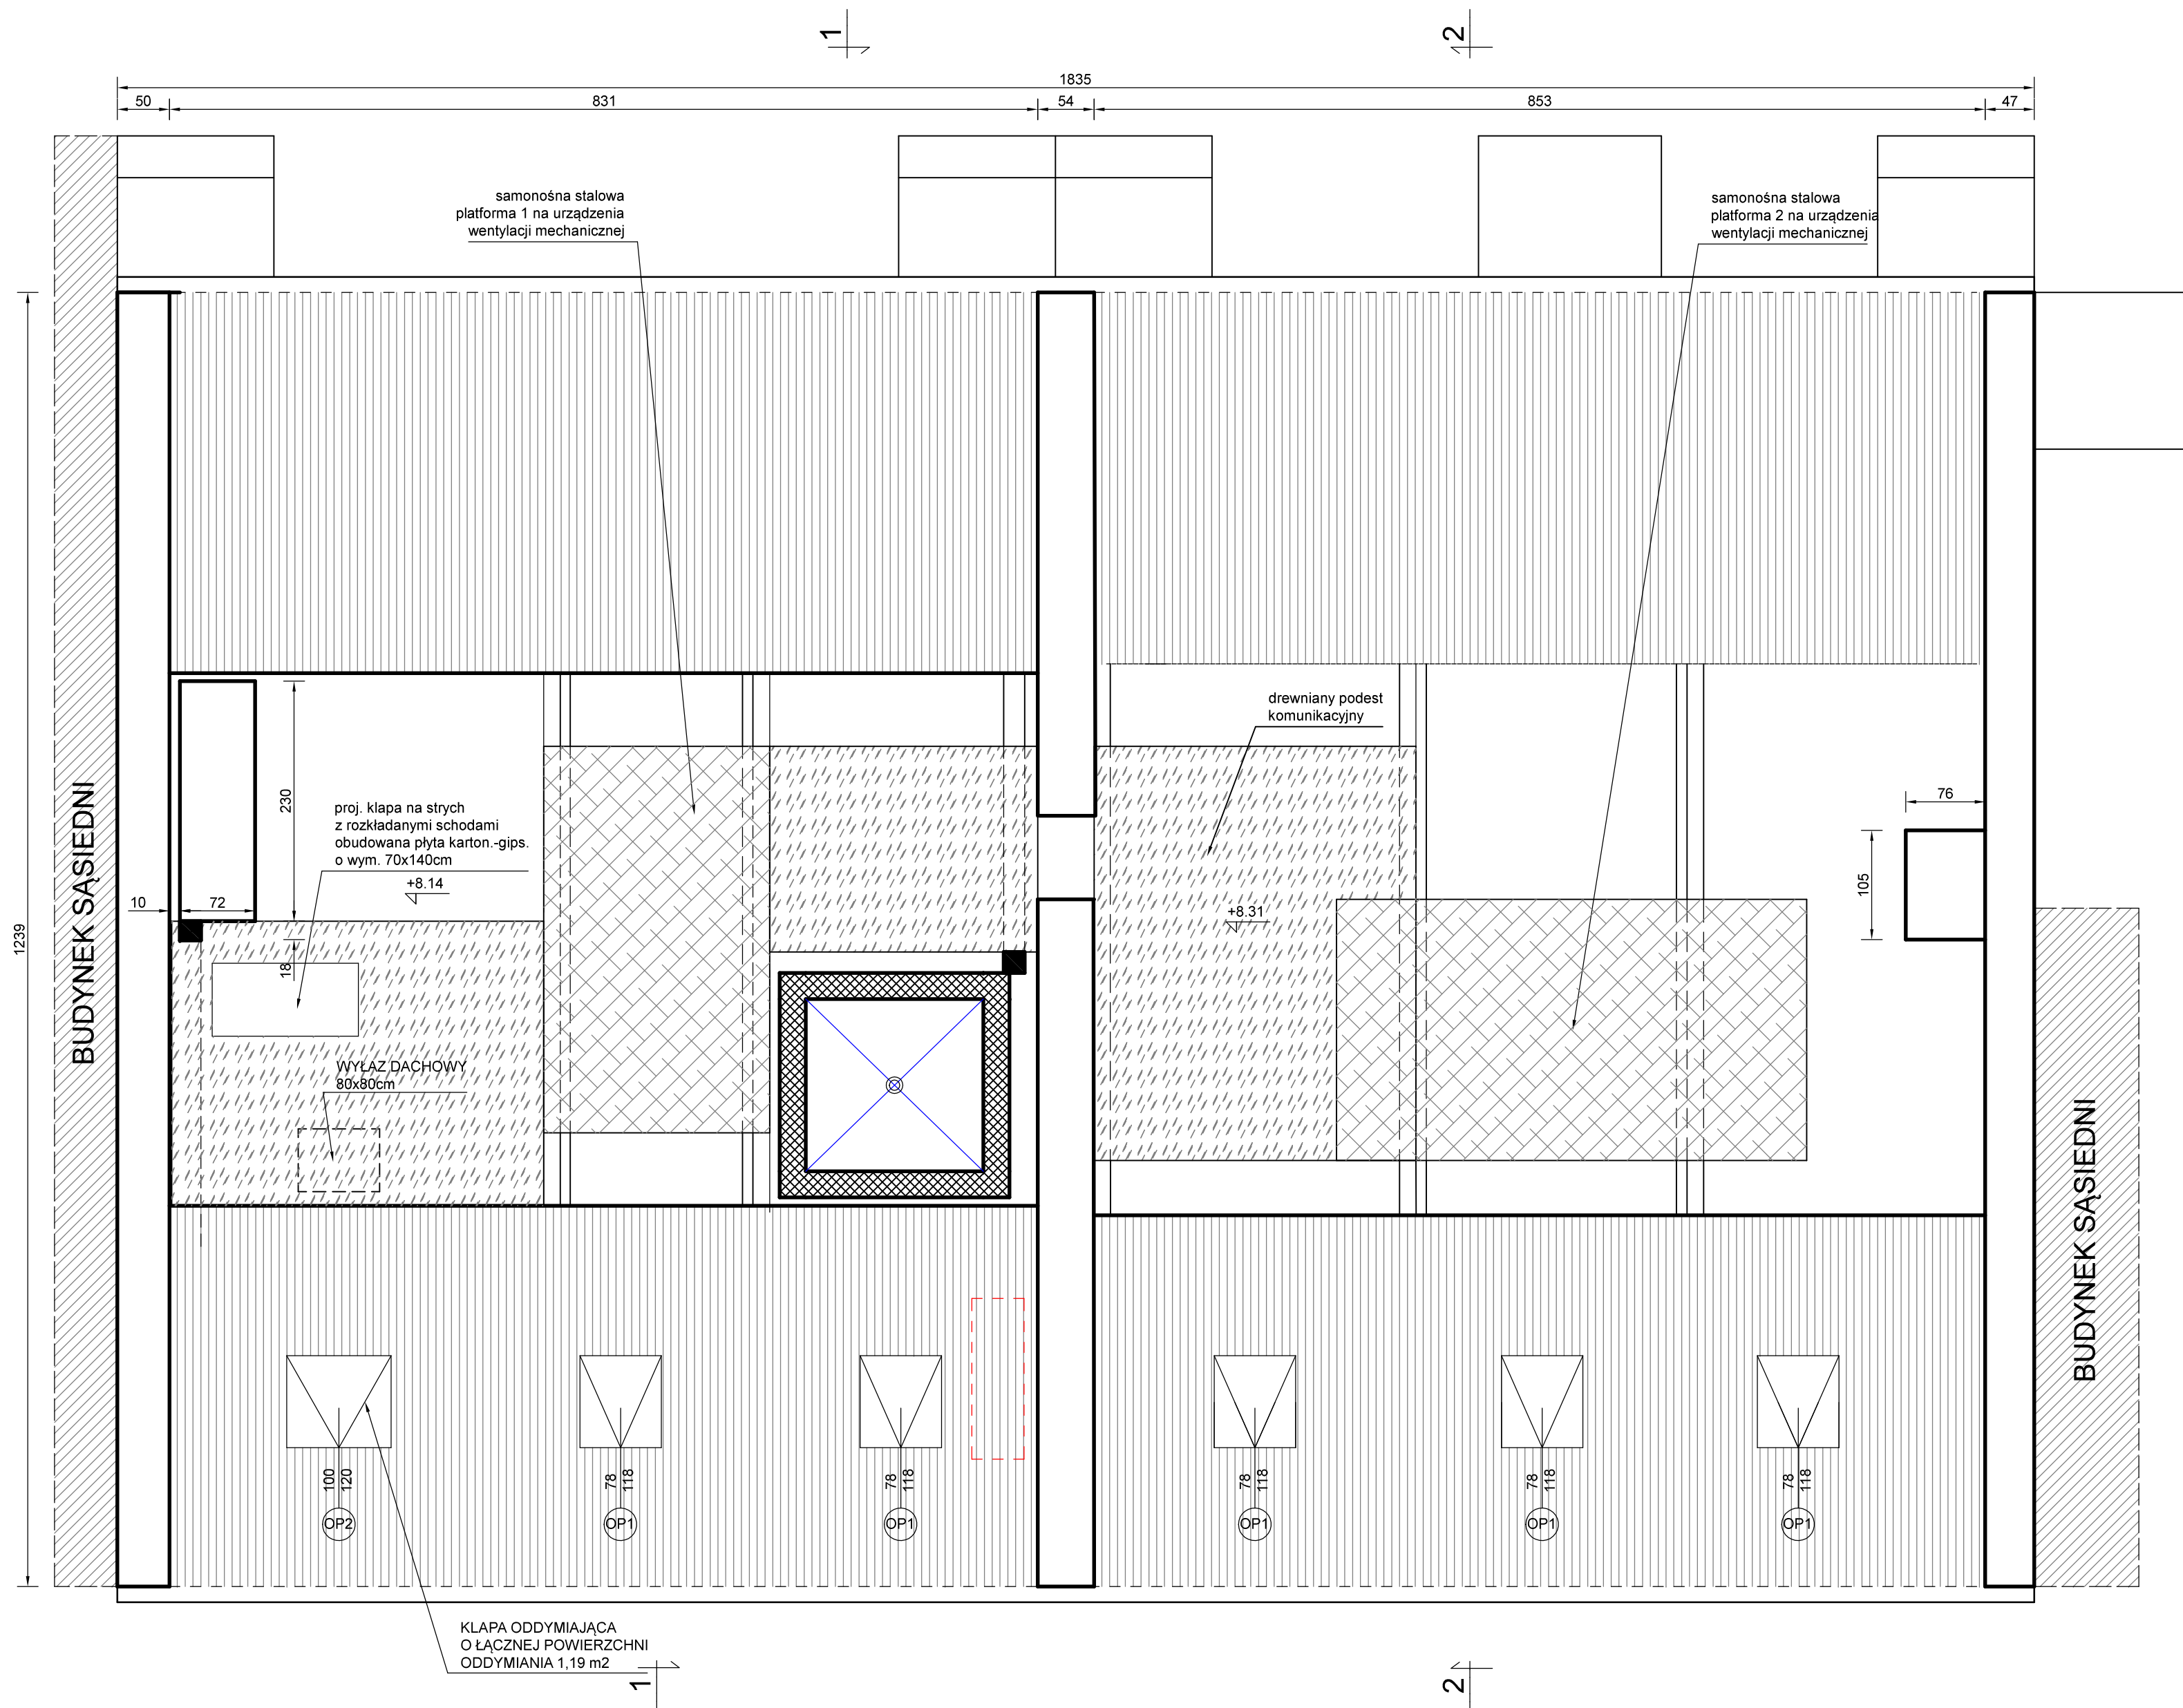 1
2
1835
50
831
54
853
47
samonośna stalowa
platforma 1 na urządzenia
wentylacji mechanicznej
samonośna stalowa
platforma 2 na urządzenia
wentylacji mechanicznej
drewniany podest
komunikacyjny
230
proj. klapa na strych
z rozkładanymi schodami
obudowana płyta karton.-gips.
o wym. 70x140cm
+8.14
10
72
18
76
105
+8.31
1239
BUDYNEK SĄSIEDNI
WYŁAZ DACHOWY
80x80cm
BUDYNEK SĄSIEDNI
100
120
OP2
78
118
OP1
78
118
OP1
78
118
OP1
78
118
OP1
78
118
OP1
KLAPA ODDYMIAJĄCA
O ŁĄCZNEJ POWIERZCHNI
ODDYMIANIA 1,19 m2
1
2